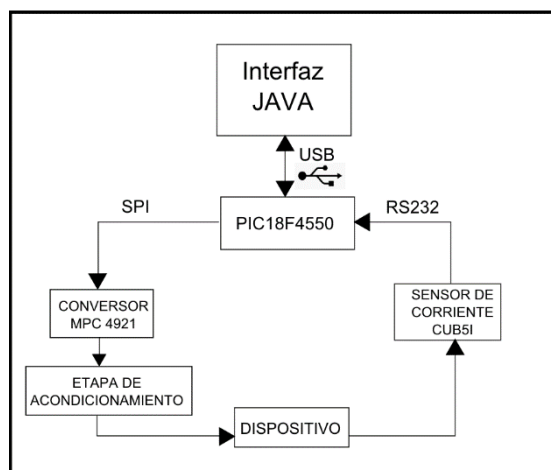 Interfaz
JAVA
USB
SPI
PIC18F4550
RS232
CONVERSOR
MPC 4921
SENSOR DE
CORRIENTE
CUB5I
ETAPA DE
ACONDICIONAMIENTO
DISPOSITIVO